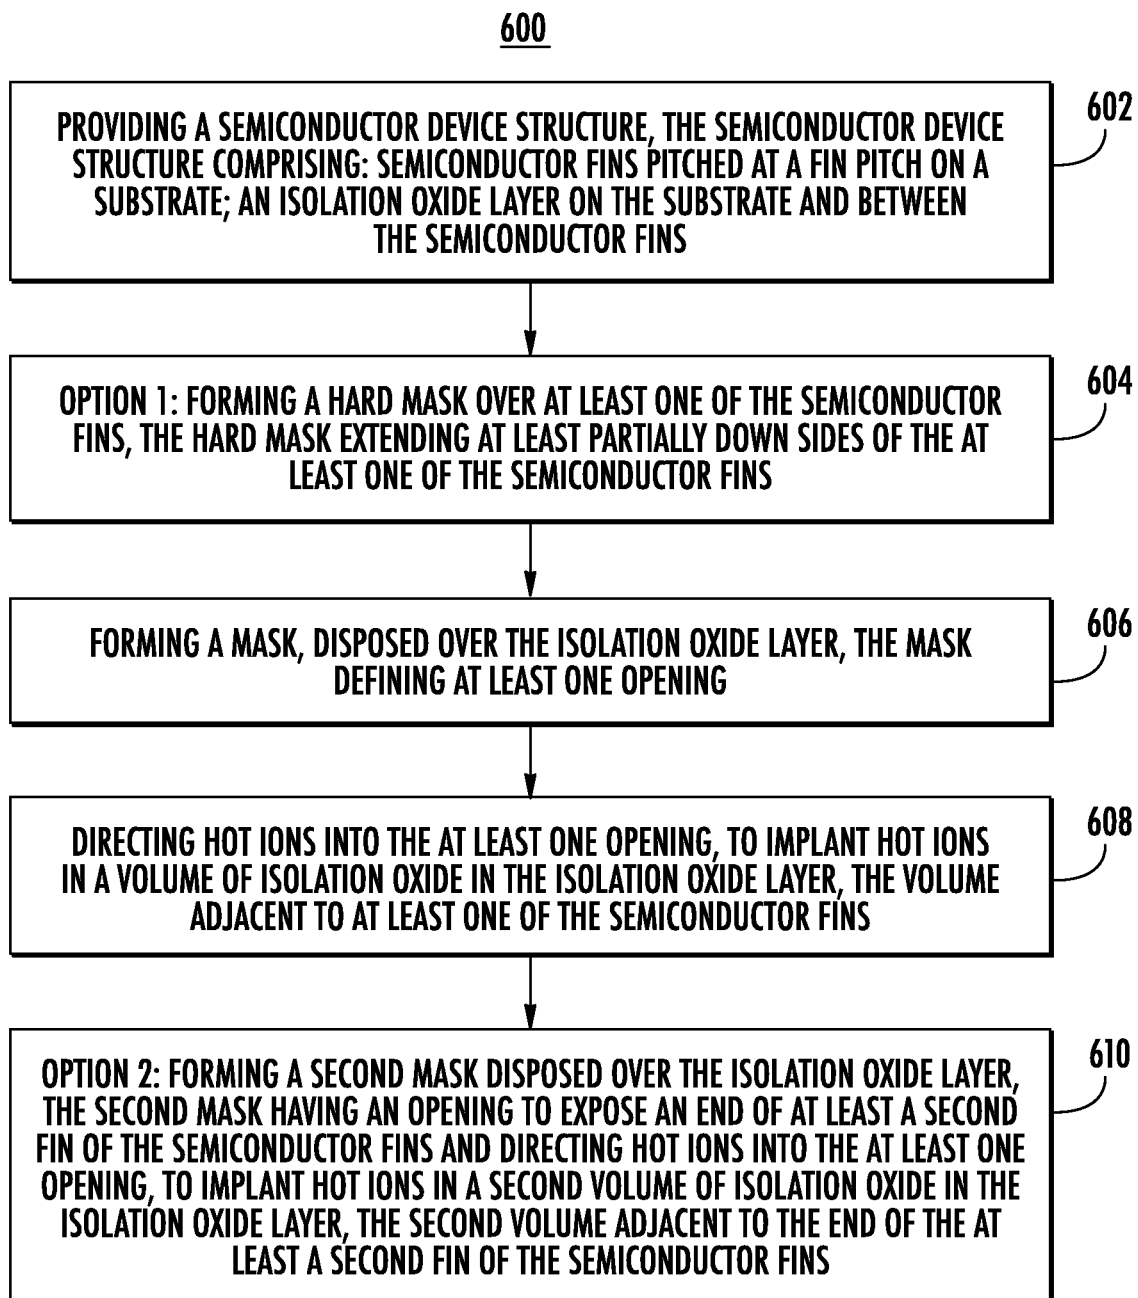 600
PROVIDING A SEMICONDUCTOR DEVICE STRUCTURE, THE SEMICONDUCTOR DEVICE
STRUCTURE COMPRISING: SEMICONDUCTOR FINS PITCHED AT A FIN PITCH ON A
SUBSTRATE; AN ISOLATION OXIDE LAYER ON THE SUBSTRATE AND BETWEEN
THE SEMICONDUCTOR FINS
602
OPTION 1: FORMING A HARD MASK OVER AT LEAST ONE OF THE SEMICONDUCTOR
FINS, THE HARD MASK EXTENDING AT LEAST PARTIALLY DOWN SIDES OF THE AT
LEAST ONE OF THE SEMICONDUCTOR FINS
604
FORMING A MASK, DISPOSED OVER THE ISOLATION OXIDE LAYER, THE MASK
DEFINING AT LEAST ONE OPENING
606
DIRECTING HOT IONS INTO THE AT LEAST ONE OPENING, TO IMPLANT HOT IONS
IN A VOLUME OF ISOLATION OXIDE IN THE ISOLATION OXIDE LAYER, THE VOLUME
ADJACENT TO AT LEAST ONE OF THE SEMICONDUCTOR FINS
608
OPTION 2: FORMING A SECOND MASK DISPOSED OVER THE ISOLATION OXIDE LAYER,
THE SECOND MASK HAVING AN OPENING TO EXPOSE AN END OF AT LEAST A SECOND
FIN OF THE SEMICONDUCTOR FINS AND DIRECTING HOT IONS INTO THE AT LEAST ONE
OPENING, TO IMPLANT HOT IONS IN A SECOND VOLUME OF ISOLATION OXIDE IN THE
ISOLATION OXIDE LAYER, THE SECOND VOLUME ADJACENT TO THE END OF THE AT
LEAST A SECOND FIN OF THE SEMICONDUCTOR FINS
610